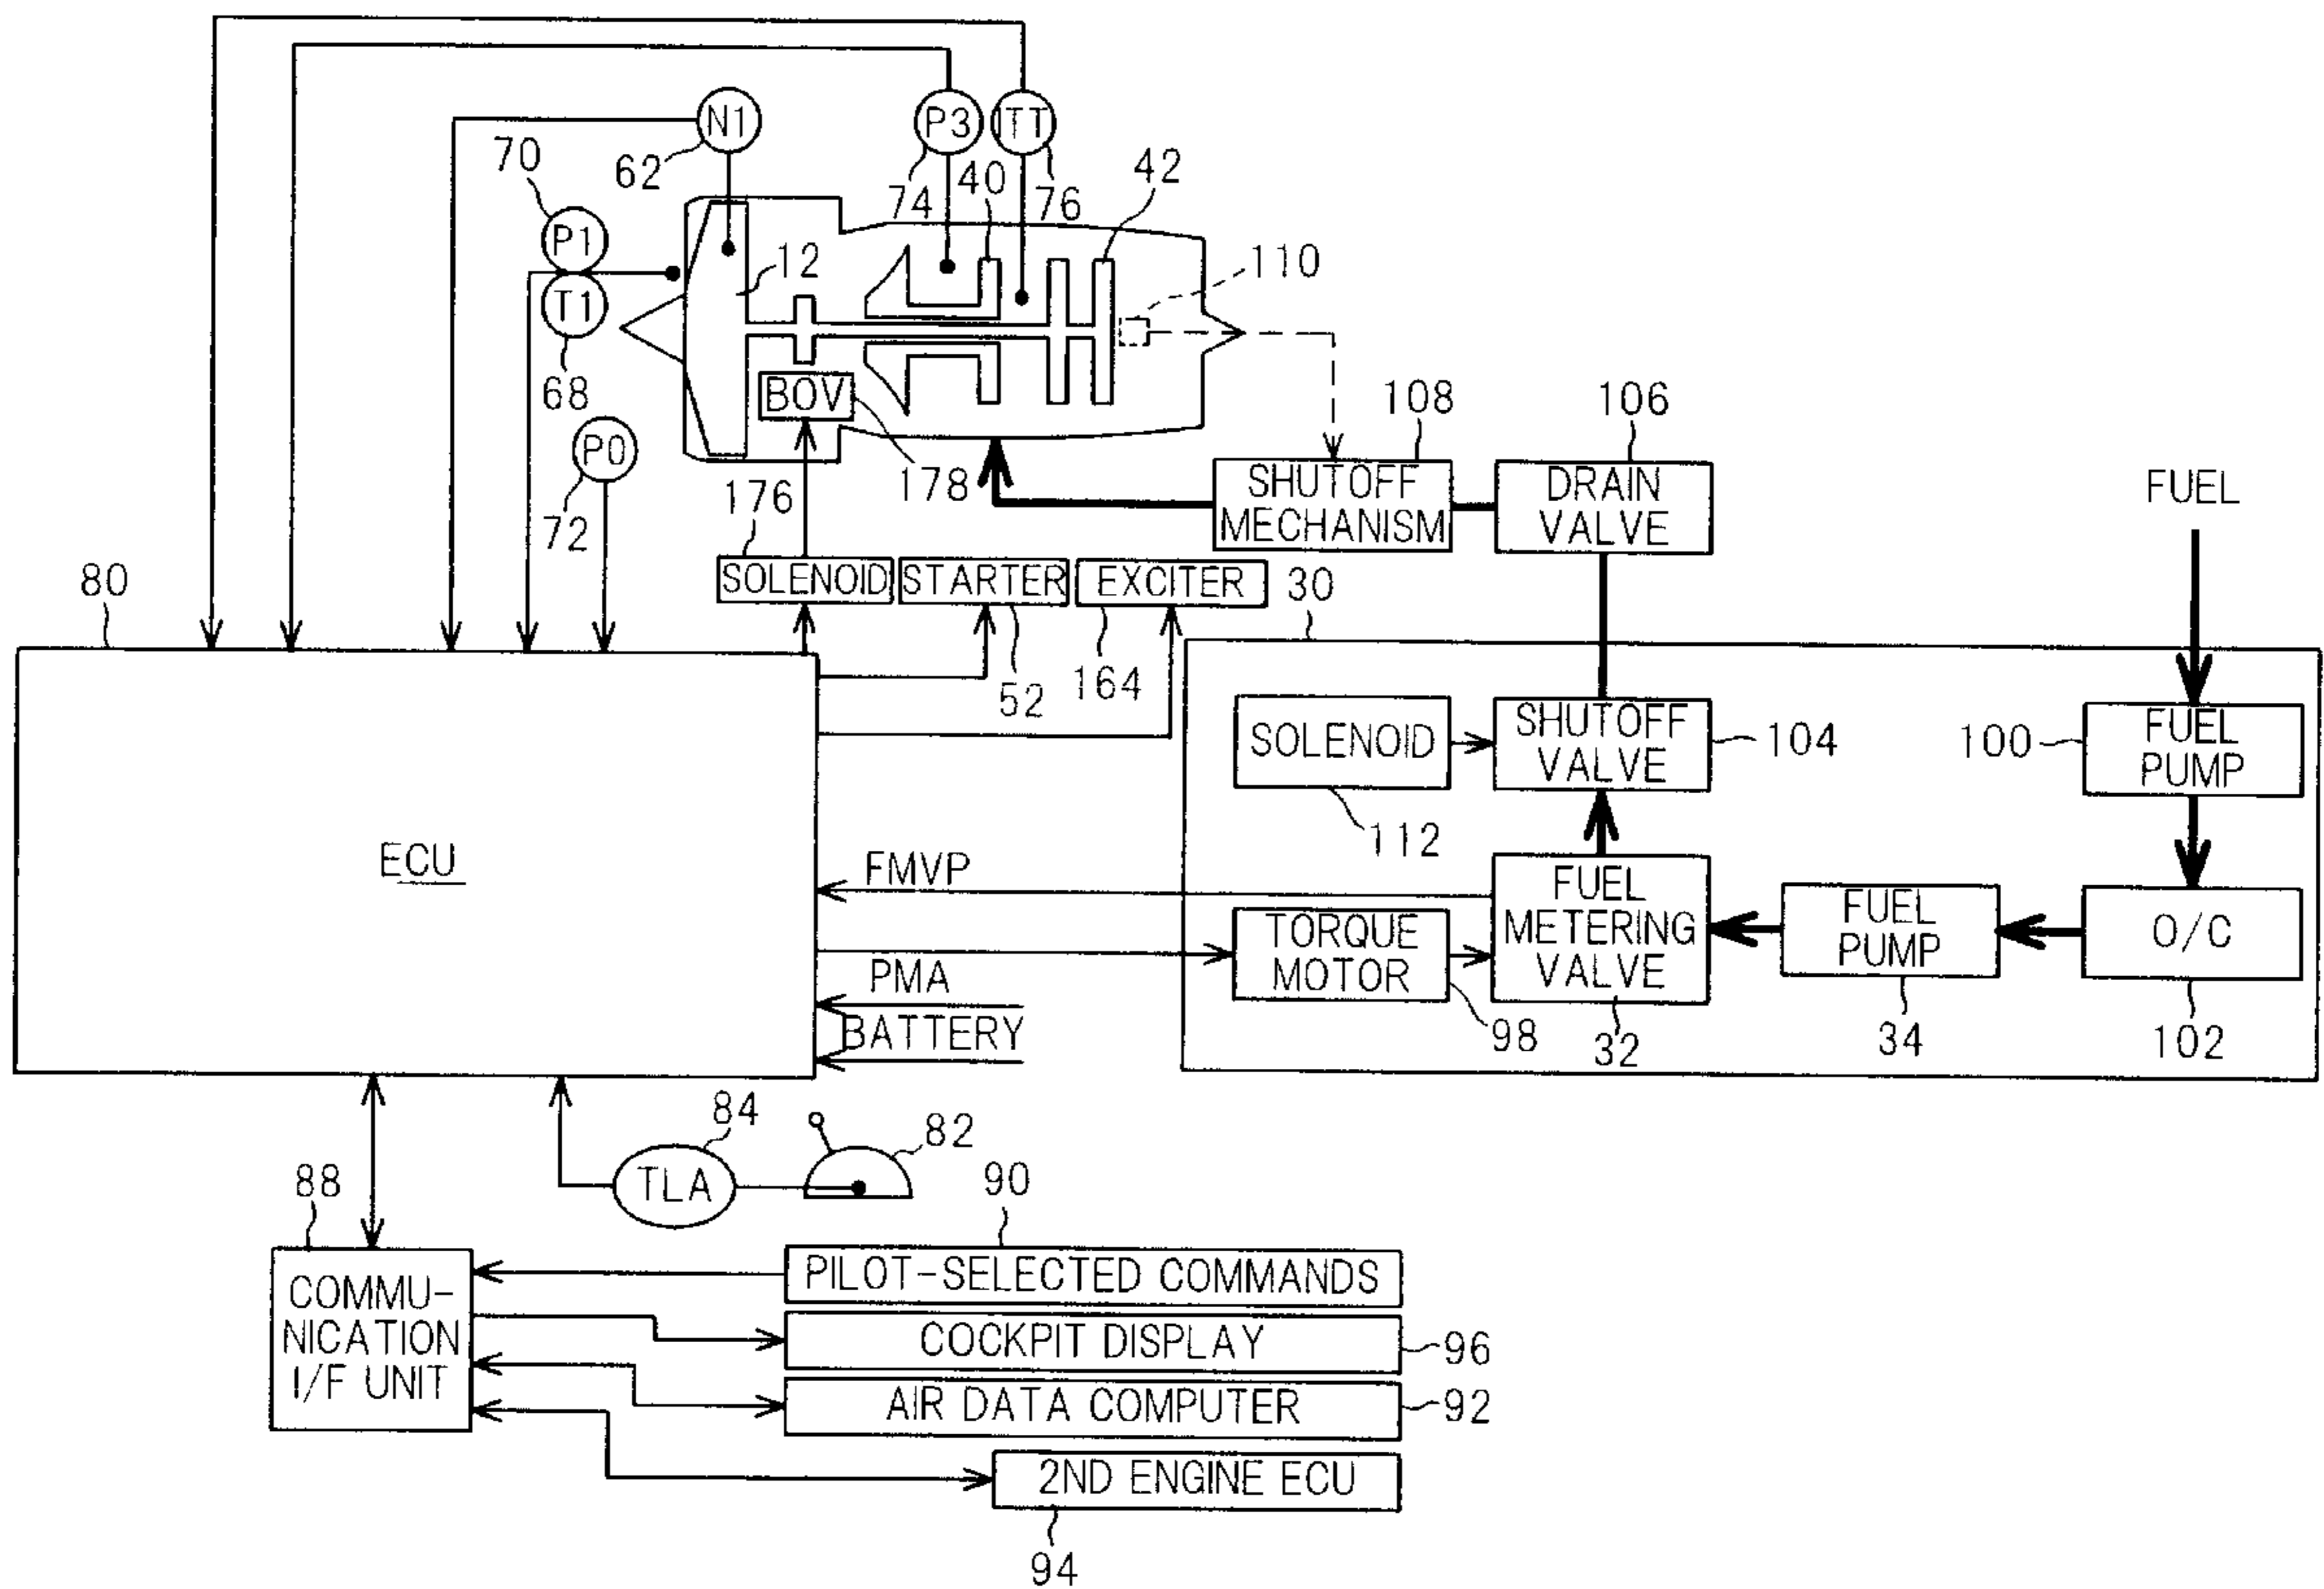 N1
P3
ITT
70
62
74
40
76
42
P1
12
110
T1
68
BOV
108
106
P0
178
SHUTOFF
MECHANISM
DRAIN
VALVE
FUEL
176
72
80
SOLENOID
STARTER
EXCITER
30
52
164
SOLENOID
SHUTOFF
VALVE
104
100
FUEL
PUMP
112
ECU
FMVP
FUEL
METERING
VALVE
TORQUE
MOTOR
FUEL
PUMP
O/C
PMA
BATTERY
98
32
34
102
84
82
TLA
88
90
COMMU-
NICATION
I/F UNIT
PILOT-SELECTED COMMANDS
COCKPIT DISPLAY
96
AIR DATA COMPUTER
92
2ND ENGINE ECU
94